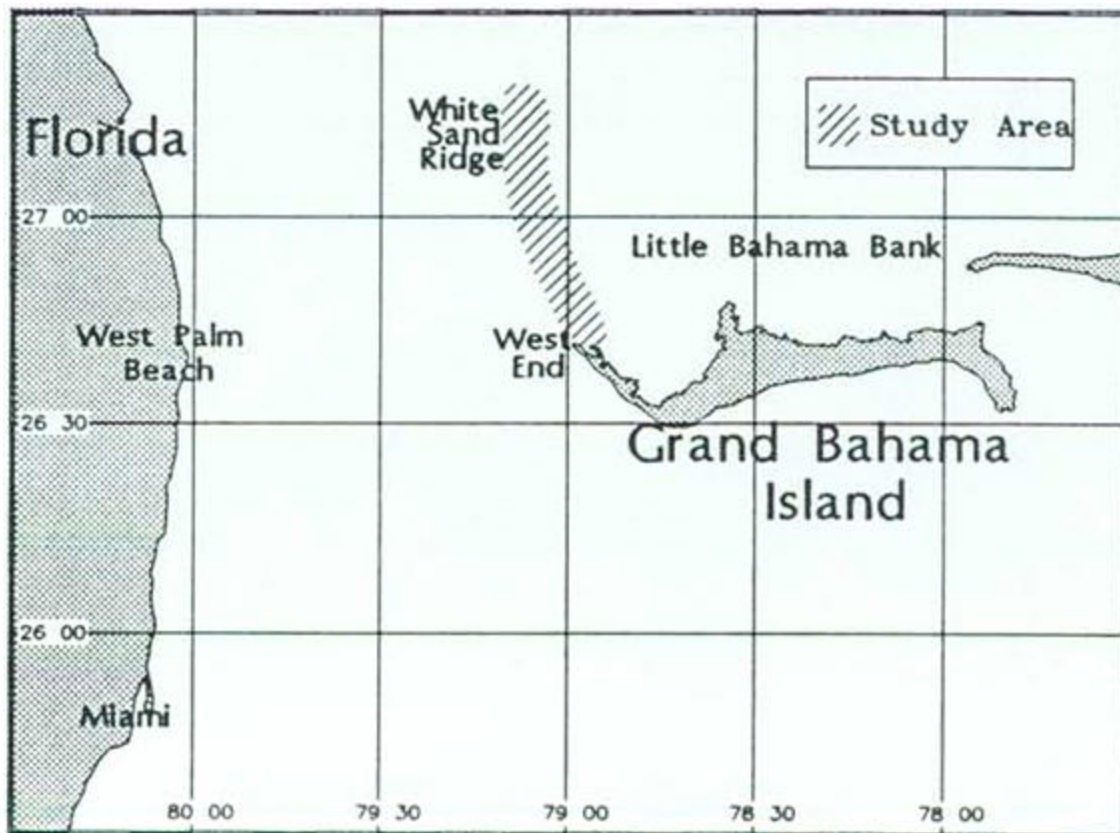 White
Sand
Ridge
Study Area
Florida
27 00
Little Bahama Bank
West Palm
Beach
West
End
26 30
Grand Bahama
Island
26 00
Miami
80 00
79 30
79 00
78 30
78 00